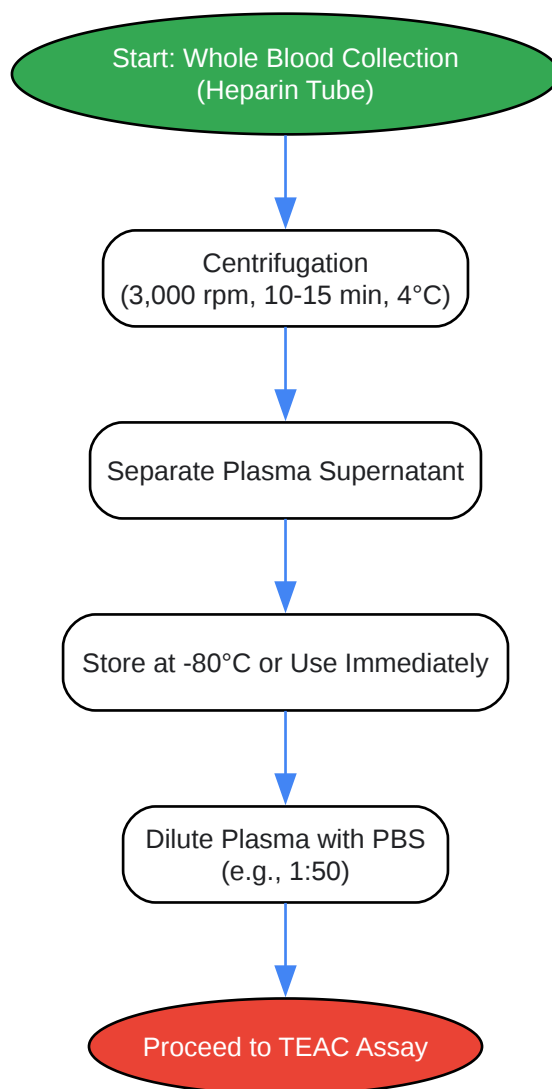 Start: Whole Blood Collection
(Heparin Tube)
Centrifugation
(3,000 rpm, 10-15 min, 4°C)
Separate Plasma Supernatant
Store at -80°C or Use Immediately
Dilute Plasma with PBS
(e.g., 1:50)
Proceed to TEAC Assay